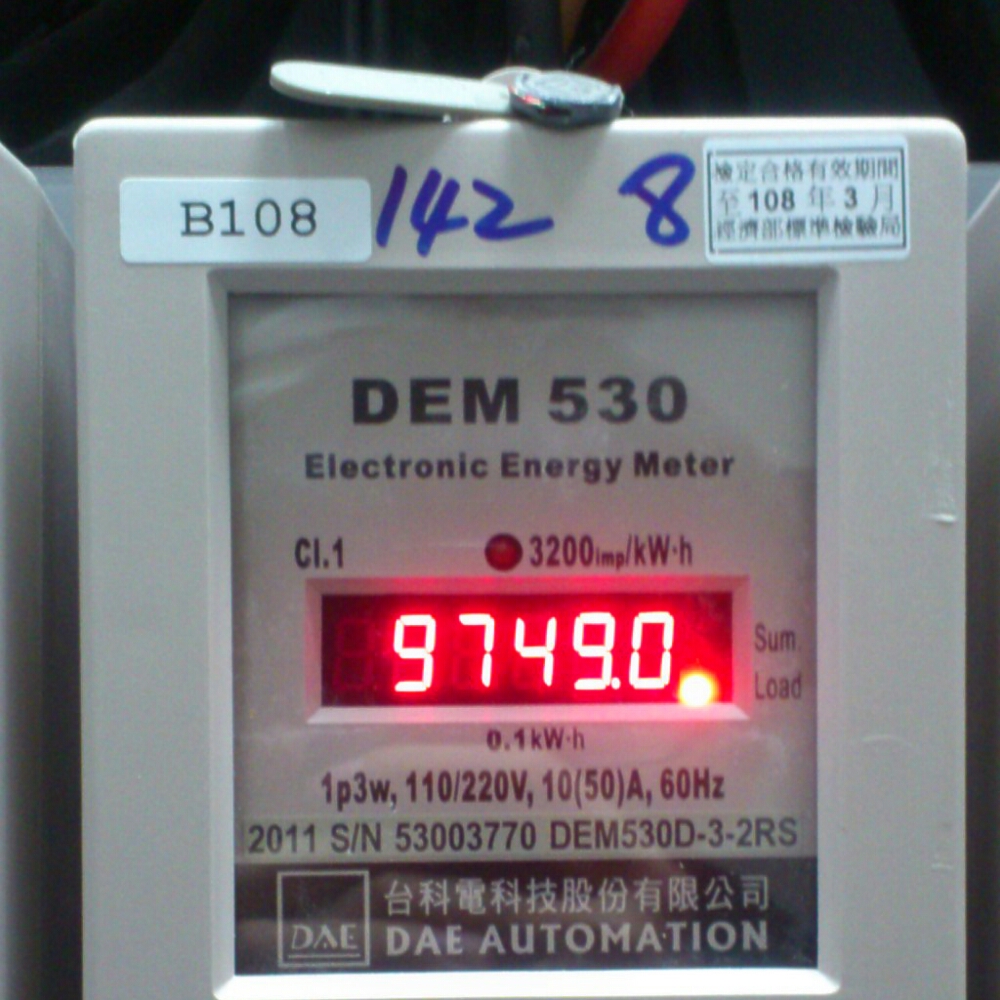 B108
142 8
檢定合格有效期間
至 108 年 3 月
經濟部標準檢驗局
DEM 530
Electronic Energy Meter
Cl.1 3200imp/kW·h
9749.0
Sum
Load
0.1kW·h
1p3w, 110/220V, 10(50)A, 60Hz
2011 S/N 53003770 DEM530D-3-2RS
台科電科技股份有限公司
DAE
DAE AUTOMATION